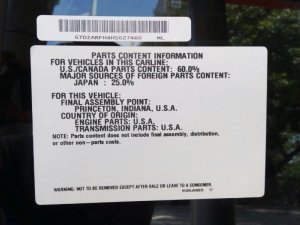 5TDZARFH4HS027460 ML
PARTS CONTENT INFORMATION
FOR VEHICLES IN THIS CARLINE:
U.S./CANADA PARTS CONTENT: 60.0%
MAJOR SOURCES OF FOREIGN PARTS CONTENT:
JAPAN : 25.0%
FOR THIS VEHICLE:
FINAL ASSEMBLY POINT:
PRINCETON, INDIANA, U.S.A.
COUNTRY OF ORIGIN:
ENGINE PARTS: U.S.A.
TRANSMISSION PARTS: U.S.A.
NOTE: Parts content does not include final assembly, distribution,
or other non-parts costs.
WARNING: NOT TO BE REMOVED EXCEPT AFTER SALE OR LEASE TO A CONSUMER.
HIGHLANDER